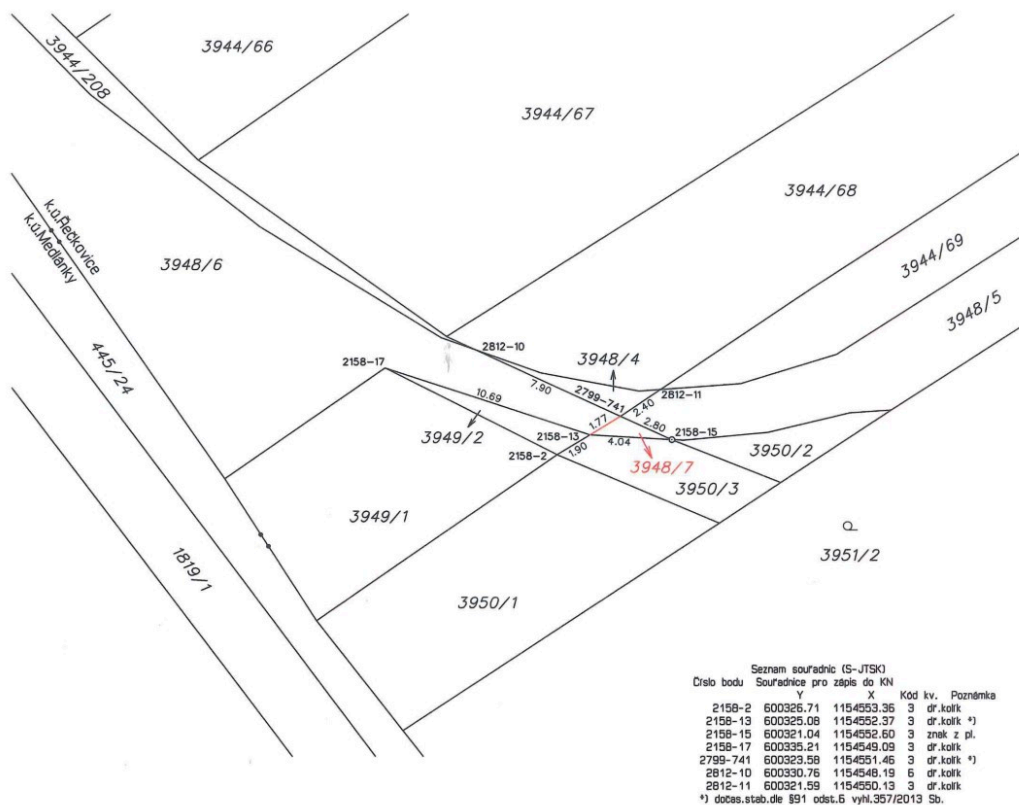 3944/66
3944/208
3944/67
3944/68
k.ú.Řečkovice
k.ú.Medlánky
3948/6
3944/69
3948/5
445/24
2812-10
3948/4
2158-17
7.90
2799-741
2812-11
10.69
2.40
1.77
2.80
2158-15
3949/2
2158-13
4.04
3950/2
2158-2
1.90
3948/7
3950/3
3949/1
3951/2
1819/1
3950/1
Seznam souřadnic (S-JTSK)
Číslo bodu Souřadnice pro zápis do KN
Y X Kód kv. Poznámka
2158-2 600326.71 1154553.36 3 dř.kolík
2158-13 600325.08 1154552.37 3 dř.kolík *)
2158-15 600321.04 1154552.60 3 znak z pl.
2158-17 600335.21 1154549.09 3 dř.kolík
2799-741 600323.58 1154551.46 3 dř.kolík *)
2812-10 600330.76 1154548.19 6 dř.kolík
2812-11 600321.59 1154550.13 3 dř.kolík
*) dočas.stab.dle §91 odst.6 vyhl.357/2013 Sb.